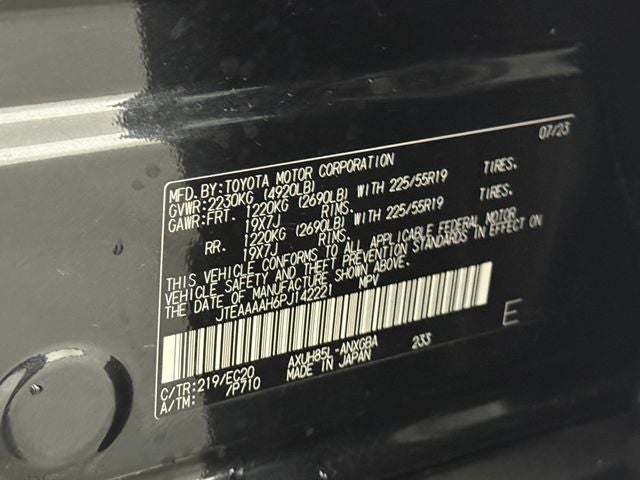 07/23
MFD.BY:TOYOTA MOTOR CORPORATION
GVWR:2230KG (4920LB)
GAWR:FRT. 1220KG (2690LB) WITH 225/55R19 TIRES.
19X7J RIMS.
RR. 1220KG (2690LB) WITH 225/55R19 TIRES.
19X7J RIMS.
THIS VEHICLE CONFORMS TO ALL APPLICABLE FEDERAL MOTOR
VEHICLE SAFETY AND THEFT PREVENTION STANDARDS IN EFFECT ON
THE DATE OF MANUFACTURE SHOWN ABOVE.
JTEAAAAH6PJ142221 MPV
C/TR:219/EC20 AXUH85L-ANXGBA 233 E
A/TM: /P710 MADE IN JAPAN